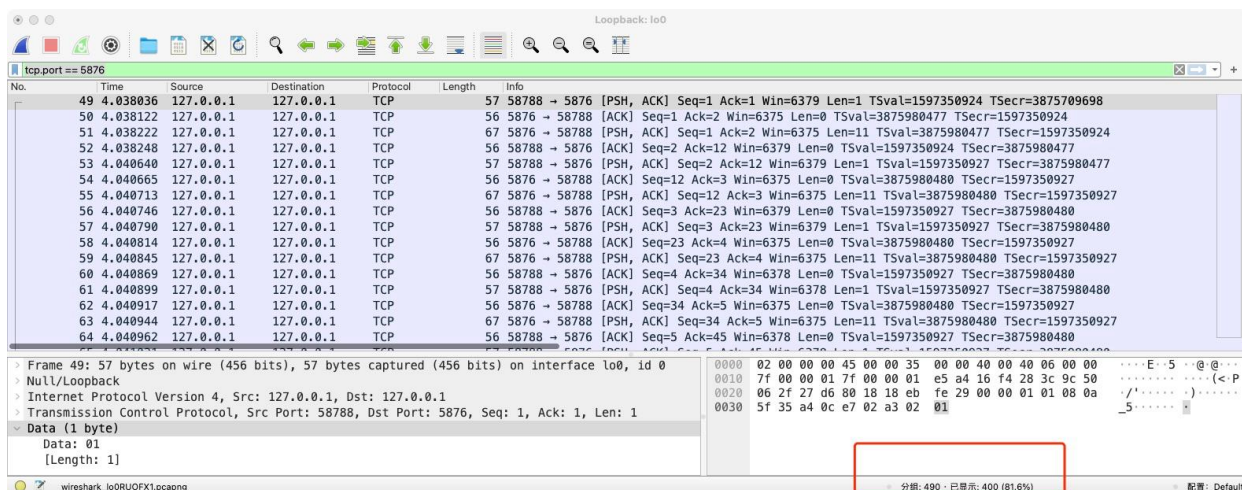 Loopback: lo0
tcp.port == 5876
No. Time Source Destination Protocol Length Info
49 4.038036 127.0.0.1 127.0.0.1 TCP 57 58788 → 5876 [PSH, ACK] Seq=1 Ack=1 Win=6379 Len=1 TSval=1597350924 TSecr=3875709698
50 4.038122 127.0.0.1 127.0.0.1 TCP 56 5876 → 58788 [ACK] Seq=1 Ack=2 Win=6375 Len=0 TSval=3875980477 TSecr=1597350924
51 4.038222 127.0.0.1 127.0.0.1 TCP 67 5876 → 58788 [PSH, ACK] Seq=1 Ack=2 Win=6375 Len=11 TSval=3875980477 TSecr=1597350924
52 4.038248 127.0.0.1 127.0.0.1 TCP 56 58788 → 5876 [ACK] Seq=2 Ack=12 Win=6379 Len=0 TSval=1597350924 TSecr=3875980477
53 4.040640 127.0.0.1 127.0.0.1 TCP 57 58788 → 5876 [PSH, ACK] Seq=2 Ack=12 Win=6379 Len=1 TSval=1597350927 TSecr=3875980477
54 4.040665 127.0.0.1 127.0.0.1 TCP 56 5876 → 58788 [ACK] Seq=12 Ack=3 Win=6375 Len=0 TSval=3875980480 TSecr=1597350927
55 4.040713 127.0.0.1 127.0.0.1 TCP 67 5876 → 58788 [PSH, ACK] Seq=12 Ack=3 Win=6375 Len=11 TSval=3875980480 TSecr=1597350927
56 4.040746 127.0.0.1 127.0.0.1 TCP 56 58788 → 5876 [ACK] Seq=3 Ack=23 Win=6379 Len=0 TSval=1597350927 TSecr=3875980480
57 4.040790 127.0.0.1 127.0.0.1 TCP 57 58788 → 5876 [PSH, ACK] Seq=3 Ack=23 Win=6379 Len=1 TSval=1597350927 TSecr=3875980480
58 4.040814 127.0.0.1 127.0.0.1 TCP 56 5876 → 58788 [ACK] Seq=23 Ack=4 Win=6375 Len=0 TSval=3875980480 TSecr=1597350927
59 4.040845 127.0.0.1 127.0.0.1 TCP 67 5876 → 58788 [PSH, ACK] Seq=23 Ack=4 Win=6375 Len=11 TSval=3875980480 TSecr=1597350927
60 4.040869 127.0.0.1 127.0.0.1 TCP 56 58788 → 5876 [ACK] Seq=4 Ack=34 Win=6378 Len=0 TSval=1597350927 TSecr=3875980480
61 4.040899 127.0.0.1 127.0.0.1 TCP 57 58788 → 5876 [PSH, ACK] Seq=4 Ack=34 Win=6378 Len=1 TSval=1597350927 TSecr=3875980480
62 4.040917 127.0.0.1 127.0.0.1 TCP 56 5876 → 58788 [ACK] Seq=34 Ack=5 Win=6375 Len=0 TSval=3875980480 TSecr=1597350927
63 4.040944 127.0.0.1 127.0.0.1 TCP 67 5876 → 58788 [PSH, ACK] Seq=34 Ack=5 Win=6375 Len=11 TSval=3875980480 TSecr=1597350927
64 4.040962 127.0.0.1 127.0.0.1 TCP 56 58788 → 5876 [ACK] Seq=5 Ack=45 Win=6378 Len=0 TSval=1597350927 TSecr=3875980480
Frame 49: 57 bytes on wire (456 bits), 57 bytes captured (456 bits) on interface lo0, id 0
Null/Loopback
Internet Protocol Version 4, Src: 127.0.0.1, Dst: 127.0.0.1
Transmission Control Protocol, Src Port: 58788, Dst Port: 5876, Seq: 1, Ack: 1, Len: 1
Data (1 byte)
Data: 01
[Length: 1]
0000 02 00 00 00 45 00 00 35 00 00 40 00 40 06 00 00 ····E··5 ··@·@···
0010 7f 00 00 01 7f 00 00 01 e5 a4 16 f4 28 3c 9c 50 ········ ····(<·P
0020 06 2f 27 d6 80 18 18 eb fe 29 00 00 01 01 08 0a ·/'····· ·)······
0030 5f 35 a4 0c e7 02 a3 02 01 _5······ ·
wireshark_lo0RUOFX1.pcapng 分组: 490 · 已显示: 400 (81.6%) 配置: Default